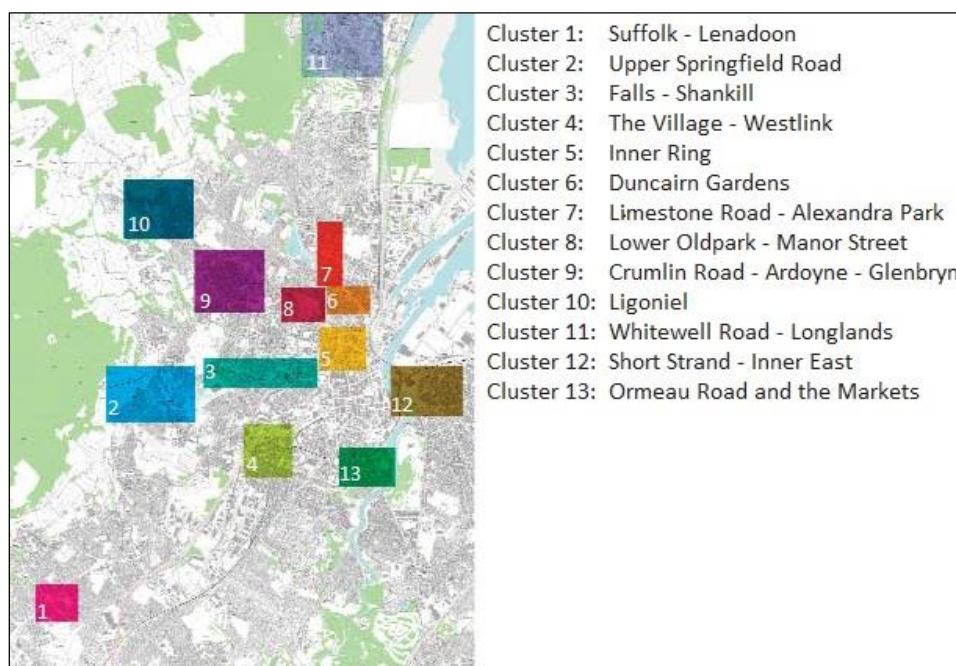 11
10
9
7
8
6
5
3
2
12
4
13
1
Cluster 1: Suffolk - Lenadoon
Cluster 2: Upper Springfield Road
Cluster 3: Falls - Shankill
Cluster 4: The Village - Westlink
Cluster 5: Inner Ring
Cluster 6: Duncairn Gardens
Cluster 7: Limestone Road - Alexandra Park
Cluster 8: Lower Oldpark - Manor Street
Cluster 9: Crumlin Road - Ardoyne - Glenbryn
Cluster 10: Ligoniel
Cluster 11: Whitewell Road - Longlands
Cluster 12: Short Strand - Inner East
Cluster 13: Ormeau Road and the Markets